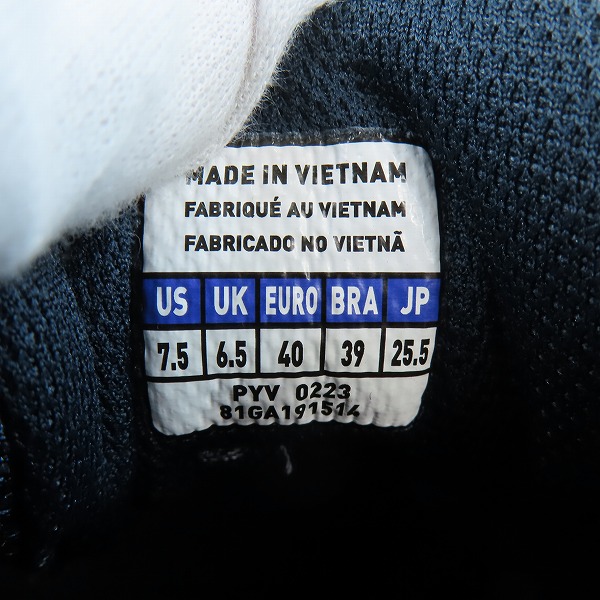 MADE IN VIETNAM
FABRIQUÉ AU VIETNAM
FABRICADO NO VIETNÃ
US UK EURO BRA JP
7.5 6.5 40 39 25.5
PYV 0223
81GA191514